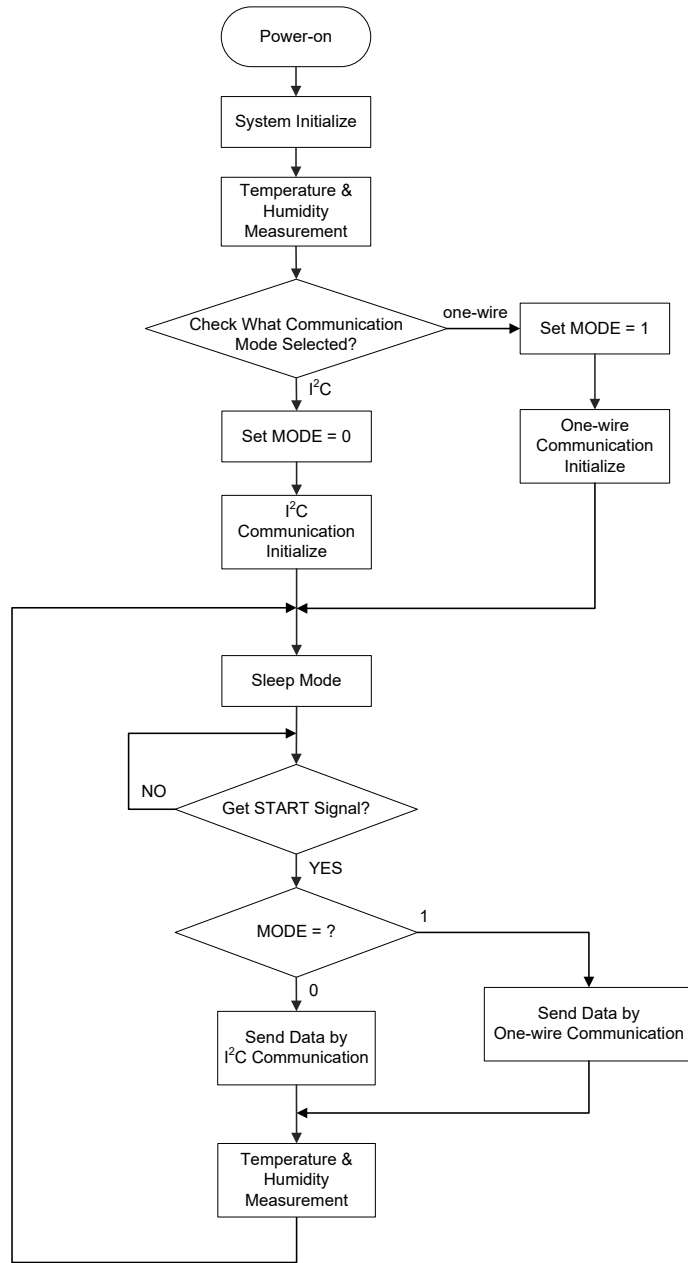 Power-on
System Initialize
Temperature &
Humidity
Measurement
Check What Communication
Mode Selected?
one-wire
Set MODE = 1
I²C
Set MODE = 0
One-wire
Communication
Initialize
I²C
Communication
Initialize
Sleep Mode
NO
Get START Signal?
YES
MODE = ?
1
0
Send Data by
I²C Communication
Send Data by
One-wire Communication
Temperature &
Humidity
Measurement